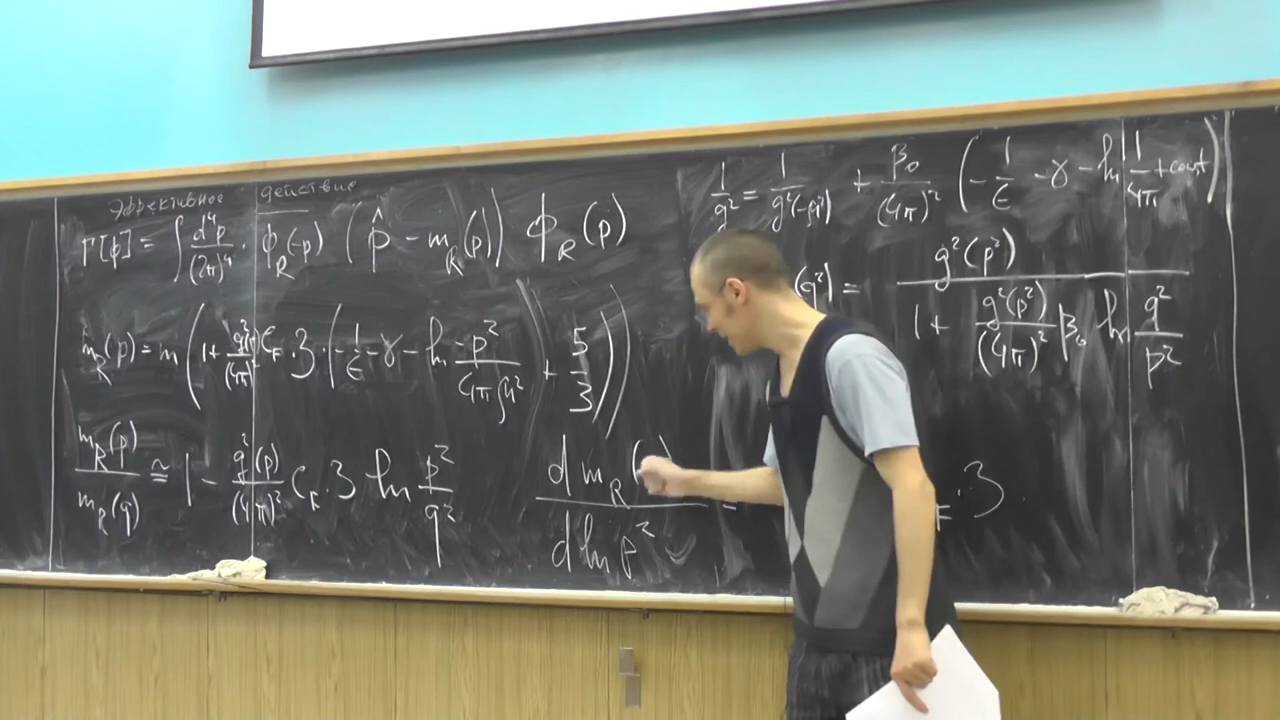 Эффективное действие
Γ[ϕ] = ∫ d⁴p/(2π)⁴ · ϕ_R(-p) (p̂ - m_R(p)) ϕ_R(p)
m_R(p) = m (1 + g²/(4π)² C_F · 3 · (-1/ε - γ - ln -p²/4πμ² + 5/3))
m_R(p)/m_R(q) ≅ 1 - g²(p)/(4π)² C_F · 3 · ln p²/q²
d m_R( )/d ln p² =
F · 3
1/g² = 1/g²(-μ²) + β₀/(4π)² (-1/ε - γ - ln 1/4π + const)
(q²) = g²(p²)/(1 + g²(p²)/(4π)² β₀ ln q²/p²)